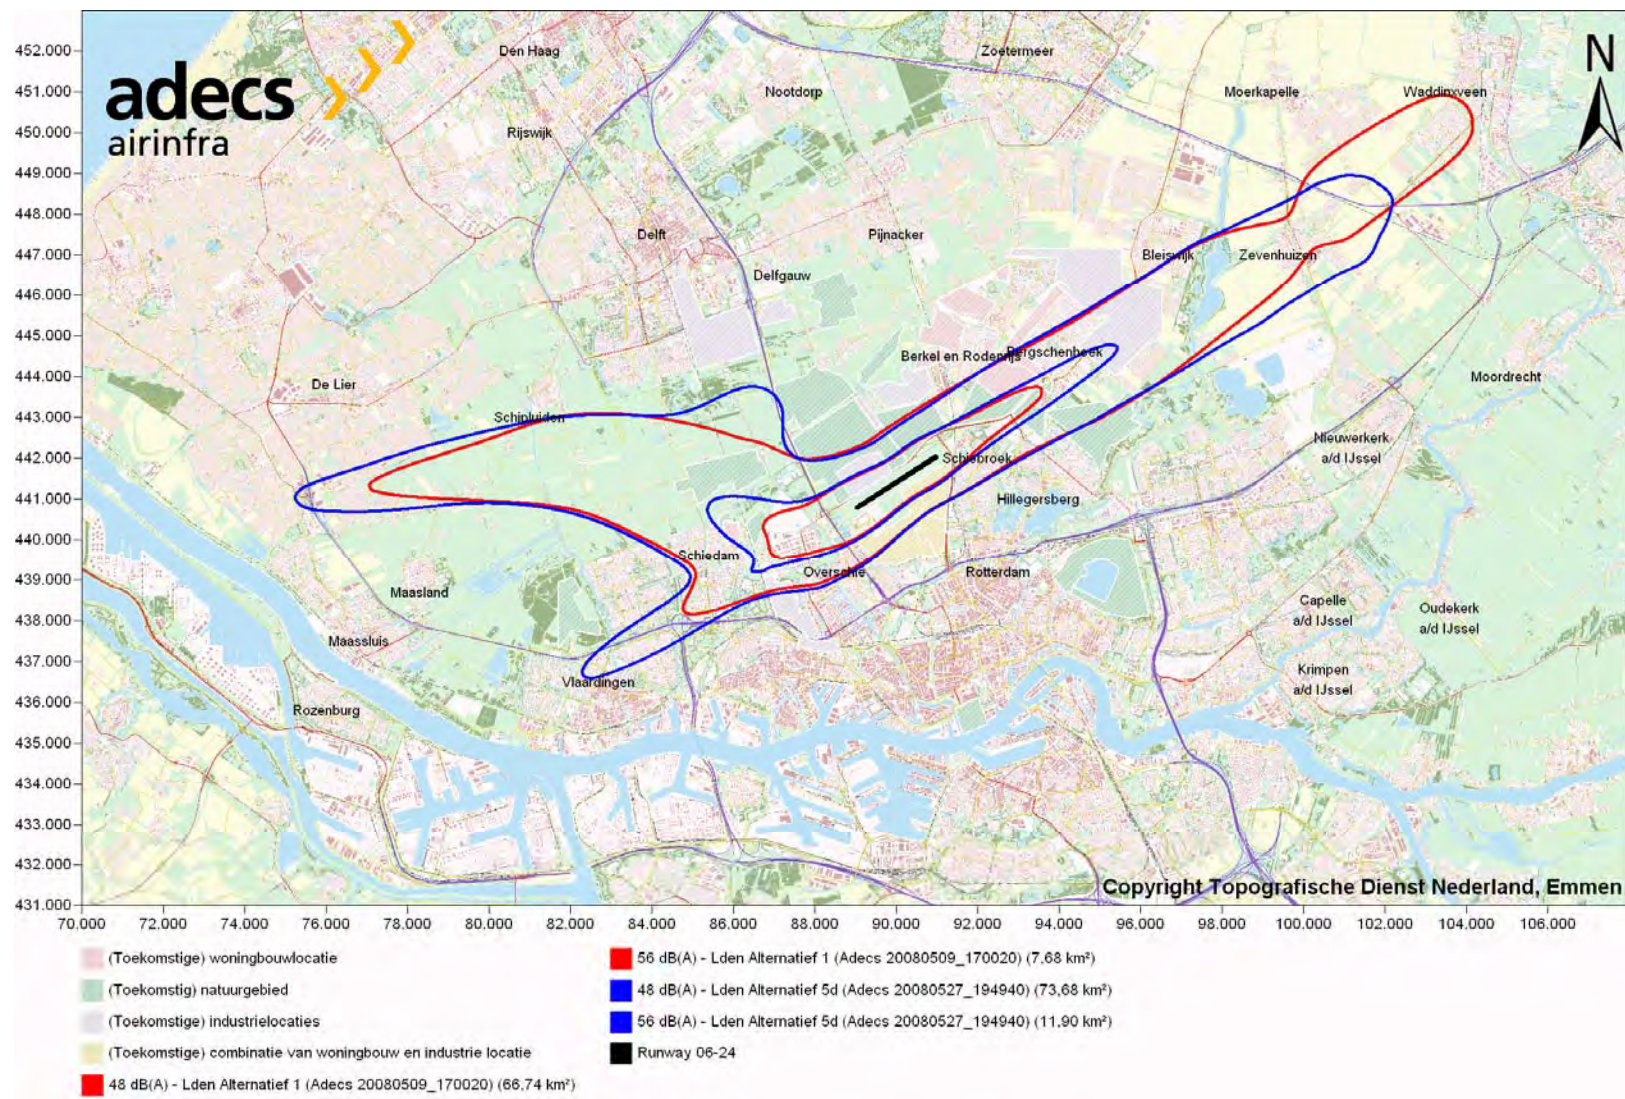 452.000
451.000
450.000
449.000
448.000
447.000
446.000
445.000
444.000
443.000
442.000
441.000
440.000
439.000
438.000
437.000
436.000
435.000
434.000
433.000
432.000
431.000
adecs
airinfra
N
Den Haag
Zoetermeer
Nootdorp
Moerkapelle
Waddinxveen
Rijswijk
Delft
Pijnacker
Bleiswijk
Zevenhuizen
Delfgauw
Berkel en Rodenrijs
Bergschenhoek
De Lier
Moordrecht
Schipluiden
Nieuwerkerk
a/d IJssel
Schiebroek
Hillegersberg
Schiedam
Overschie
Rotterdam
Maasland
Capelle
a/d IJssel
Oudekerk
a/d IJssel
Maassluis
Krimpen
a/d IJssel
Vlaardingen
Rozenburg
Copyright Topografische Dienst Nederland, Emmen
70.000 72.000 74.000 76.000 78.000 80.000 82.000 84.000 86.000 88.000 90.000 92.000 94.000 96.000 98.000 100.000 102.000 104.000 106.000
(Toekomstige) woningbouwlocatie
(Toekomstig) natuurgebied
(Toekomstige) industrielocaties
(Toekomstige) combinatie van woningbouw en industrie locatie
48 dB(A) - Lden Alternatief 1 (Adecs 20080509_170020) (66,74 km²)
56 dB(A) - Lden Alternatief 1 (Adecs 20080509_170020) (7,68 km²)
48 dB(A) - Lden Alternatief 5d (Adecs 20080527_194940) (73,68 km²)
56 dB(A) - Lden Alternatief 5d (Adecs 20080527_194940) (11,90 km²)
Runway 06-24